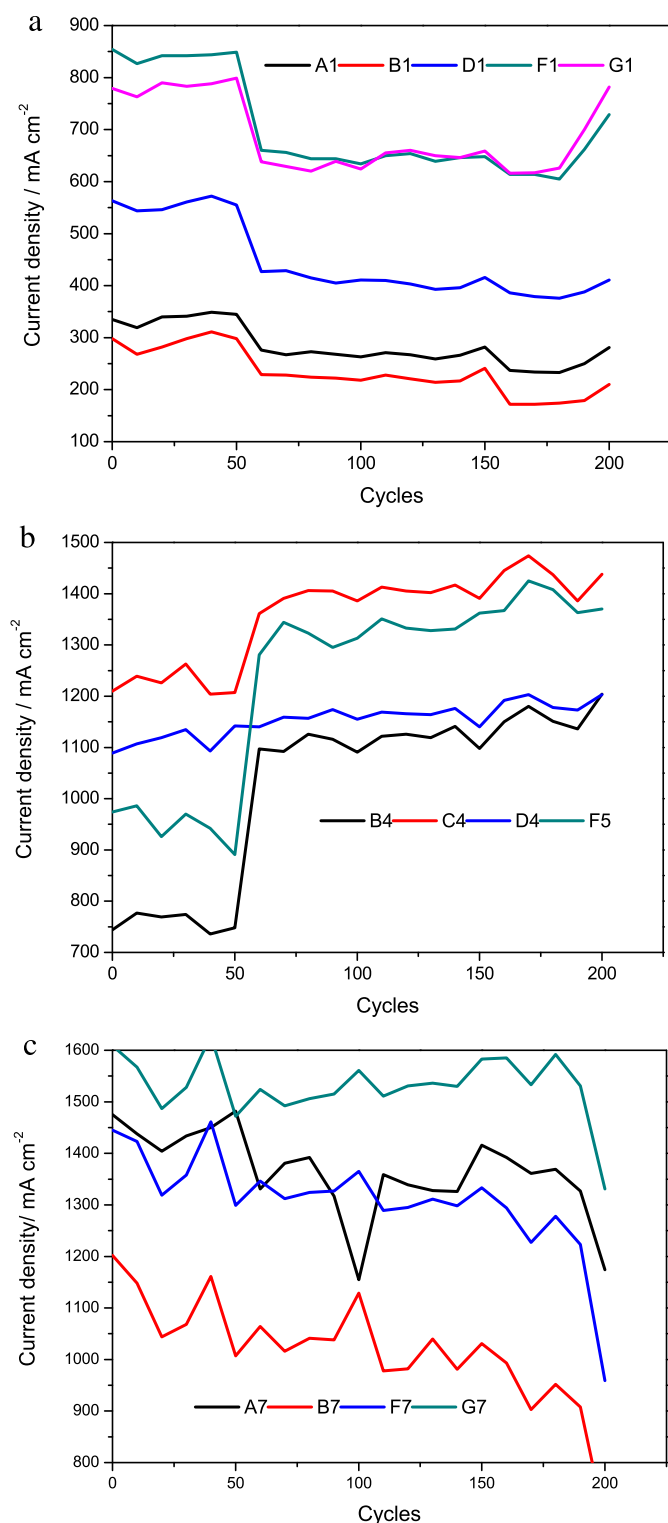 a
900
800
700
600
500
400
300
200
100
A1 B1 D1 F1 G1
Current density / mA cm-2
0 50 100 150 200
Cycles
b
1500
1400
1300
1200
1100
1000
900
800
700
B4 C4 D4 F5
Current density / mA cm-2
0 50 100 150 200
Cycles
c
1600
1500
1400
1300
1200
1100
1000
900
800
A7 B7 F7 G7
Current density/ mA cm-2
0 50 100 150 200
Cycles